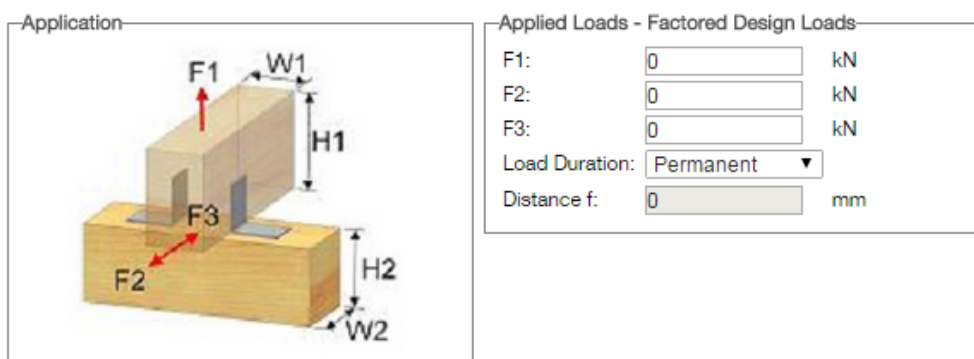 Application
F1
W1
H1
F3
F2
H2
W2
Applied Loads - Factored Design Loads
F1: 0 kN
F2: 0 kN
F3: 0 kN
Load Duration: Permanent
Distance f: 0 mm